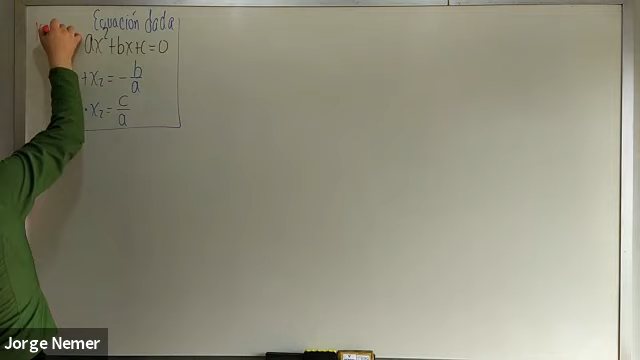 Ecuación dada
ax²+bx+c=0
+x₂=-b/a
·x₂=c/a
Jorge Nemer